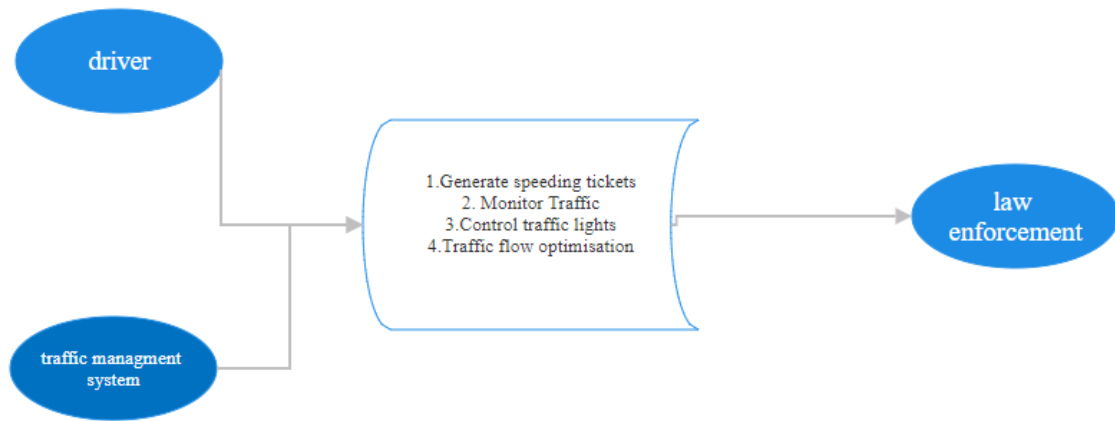 driver
1.Generate speeding tickets
2. Monitor Traffic
3.Control traffic lights
4.Traffic flow optimisation
law
enforcement
traffic managment
system